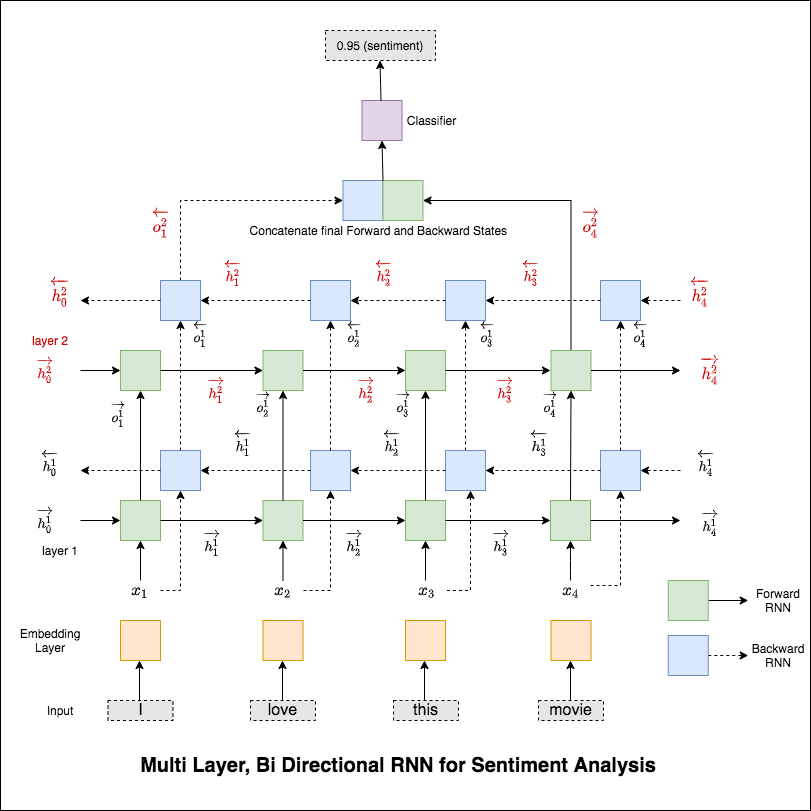 0.95 (sentiment)
Classifier
Concatenate final Forward and Backward States
$\overleftarrow{o_1^2}$ $\overrightarrow{o_4^2}$
$\overleftarrow{h_0^2}$ $\overleftarrow{h_1^2}$ $\overleftarrow{h_2^2}$ $\overleftarrow{h_3^2}$ $\overleftarrow{h_4^2}$
$\overleftarrow{o_1^1}$ $\overleftarrow{o_2^1}$ $\overleftarrow{o_3^1}$ $\overleftarrow{o_4^1}$
layer 2
$\overrightarrow{h_0^2}$ $\overrightarrow{h_1^2}$ $\overrightarrow{h_2^2}$ $\overrightarrow{h_3^2}$ $\overrightarrow{h_4^2}$
$\overrightarrow{o_1^1}$ $\overrightarrow{o_2^1}$ $\overrightarrow{o_3^1}$ $\overrightarrow{o_4^1}$
$\overleftarrow{h_0^1}$ $\overleftarrow{h_1^1}$ $\overleftarrow{h_2^1}$ $\overleftarrow{h_3^1}$ $\overleftarrow{h_4^1}$
$\overrightarrow{h_0^1}$ $\overrightarrow{h_1^1}$ $\overrightarrow{h_2^1}$ $\overrightarrow{h_3^1}$ $\overrightarrow{h_4^1}$
layer 1
$x_1$ $x_2$ $x_3$ $x_4$
Forward
RNN
Embedding
Layer
Backward
RNN
Input I love this movie
Multi Layer, Bi Directional RNN for Sentiment Analysis